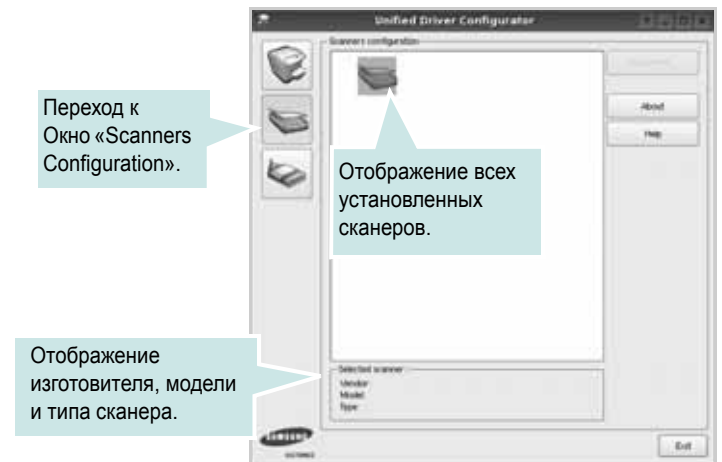 Unified Driver Configurator
Scanners configuration
About
Help
Переход к
Окно «Scanners
Configuration».
Отображение всех
установленных
сканеров.
Отображение
изготовителя, модели
и типа сканера.
Selected scanner
Vendor:
Model:
Type:
SAMSUNG
Exit